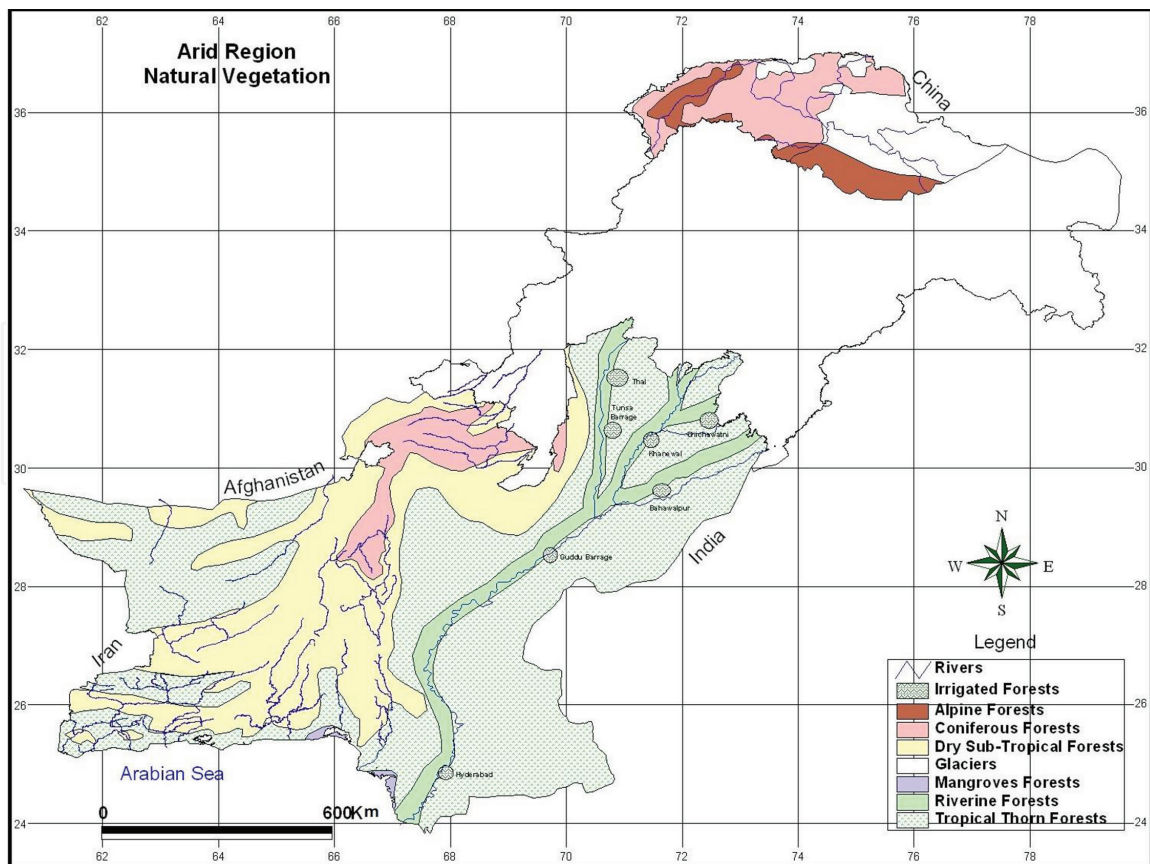 62 64 66 68 70 72 74 76 78
Arid Region
Natural Vegetation
China
36 36
34 34
32 32
Thal
Tunsa
Barrage
Chichawatni
Khanewal
30 30
Afghanistan
Bahawalpur
India
Guddu Barrage
N
W E
S
28 28
Iran
Legend
Rivers
Irrigated Forests
Alpine Forests
Coniferous Forests
Dry Sub-Tropical Forests
Glaciers
Mangroves Forests
Riverine Forests
Tropical Thorn Forests
26 26
Arabian Sea
Hyderabad
0 600Km
24 24
62 64 66 68 70 72 74 76 78